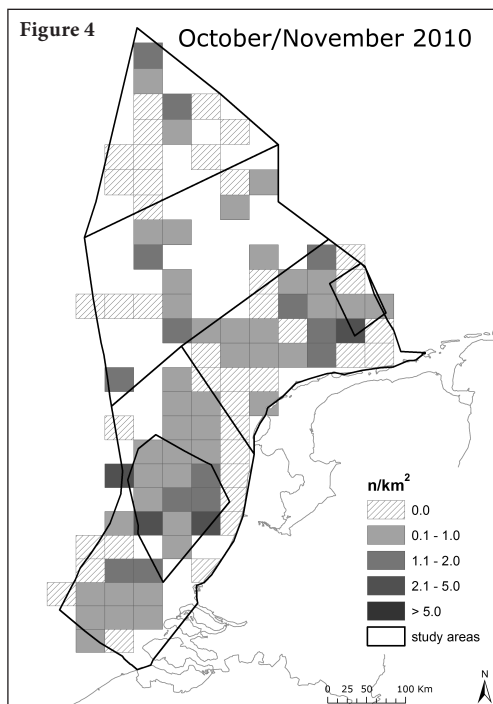 Figure 4
October/November 2010
n/km²
0.0
0.1 - 1.0
1.1 - 2.0
2.1 - 5.0
> 5.0
study areas
0 25 50 100 Km
N